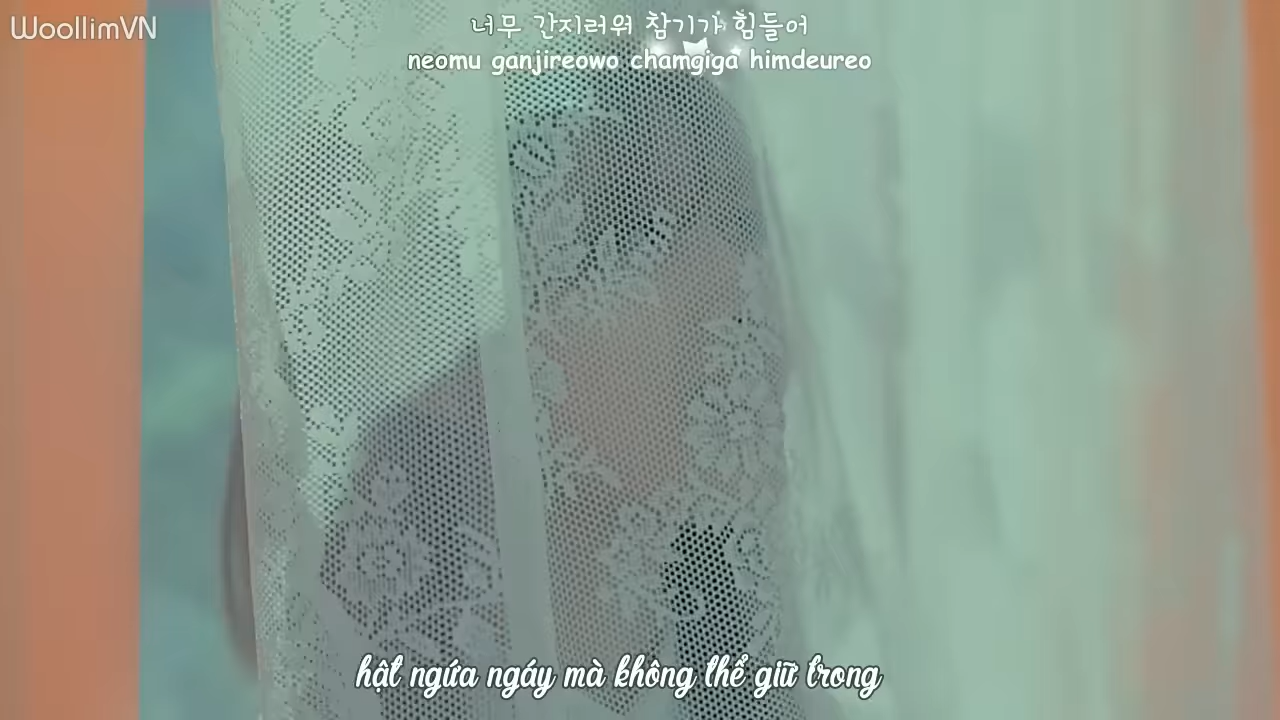 WoollimVN
너무 간지러워 참기가 힘들어
neomu ganjireowo chamgiga himdeureo
hật ngứa ngáy mà không thể giữ trong